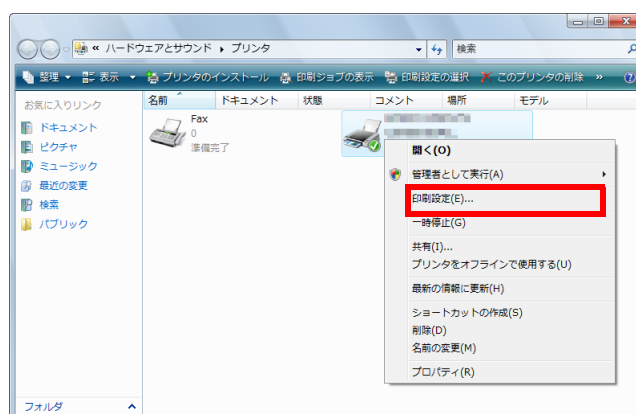 « ハードウェアとサウンド ▸ プリンタ
検索
整理 ▼ 表示 ▼ プリンタのインストール 印刷ジョブの表示 印刷設定の選択 このプリンタの削除 »
お気に入りリンク
ドキュメント
ピクチャ
ミュージック
最近の変更
検索
パブリック
フォルダ
名前 ドキュメント 状態 コメント 場所 モデル
Fax
0
準備完了
開く(O)
管理者として実行(A)
印刷設定(E)...
一時停止(G)
共有(I)...
プリンタをオフラインで使用する(U)
最新の情報に更新(H)
ショートカットの作成(S)
削除(D)
名前の変更(M)
プロパティ(R)